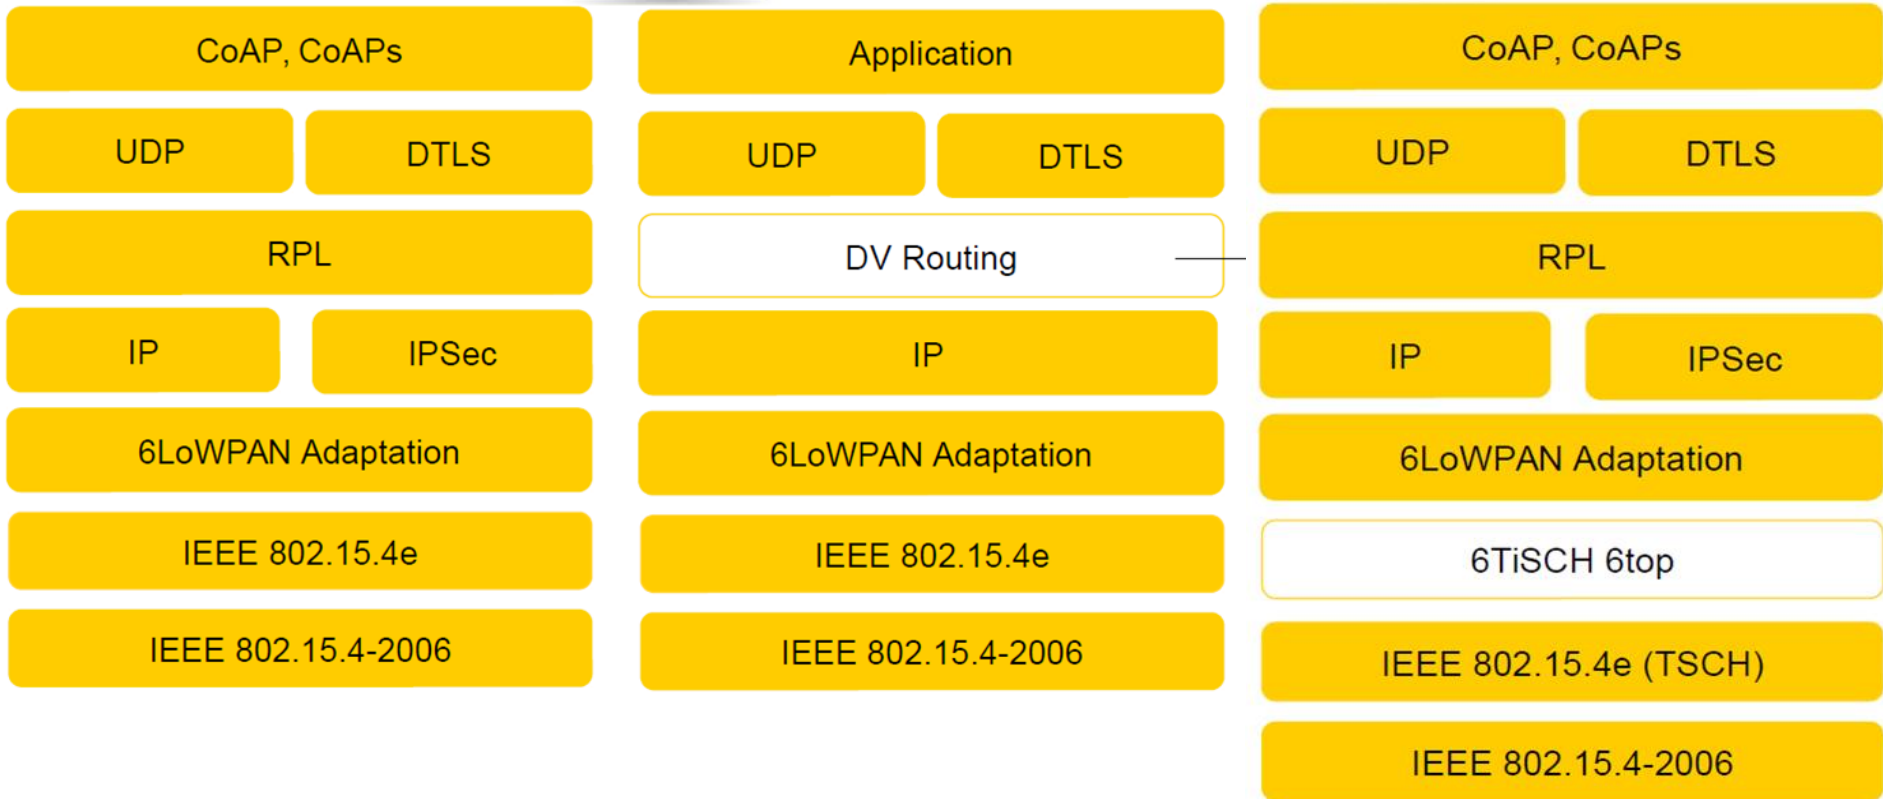 CoAP, CoAPs
UDP
DTLS
RPL
IP
IPSec
6LoWPAN Adaptation
IEEE 802.15.4e
IEEE 802.15.4-2006
Application
UDP
DTLS
DV Routing
IP
6LoWPAN Adaptation
IEEE 802.15.4e
IEEE 802.15.4-2006
CoAP, CoAPs
UDP
DTLS
RPL
IP
IPSec
6LoWPAN Adaptation
6TiSCH 6top
IEEE 802.15.4e (TSCH)
IEEE 802.15.4-2006